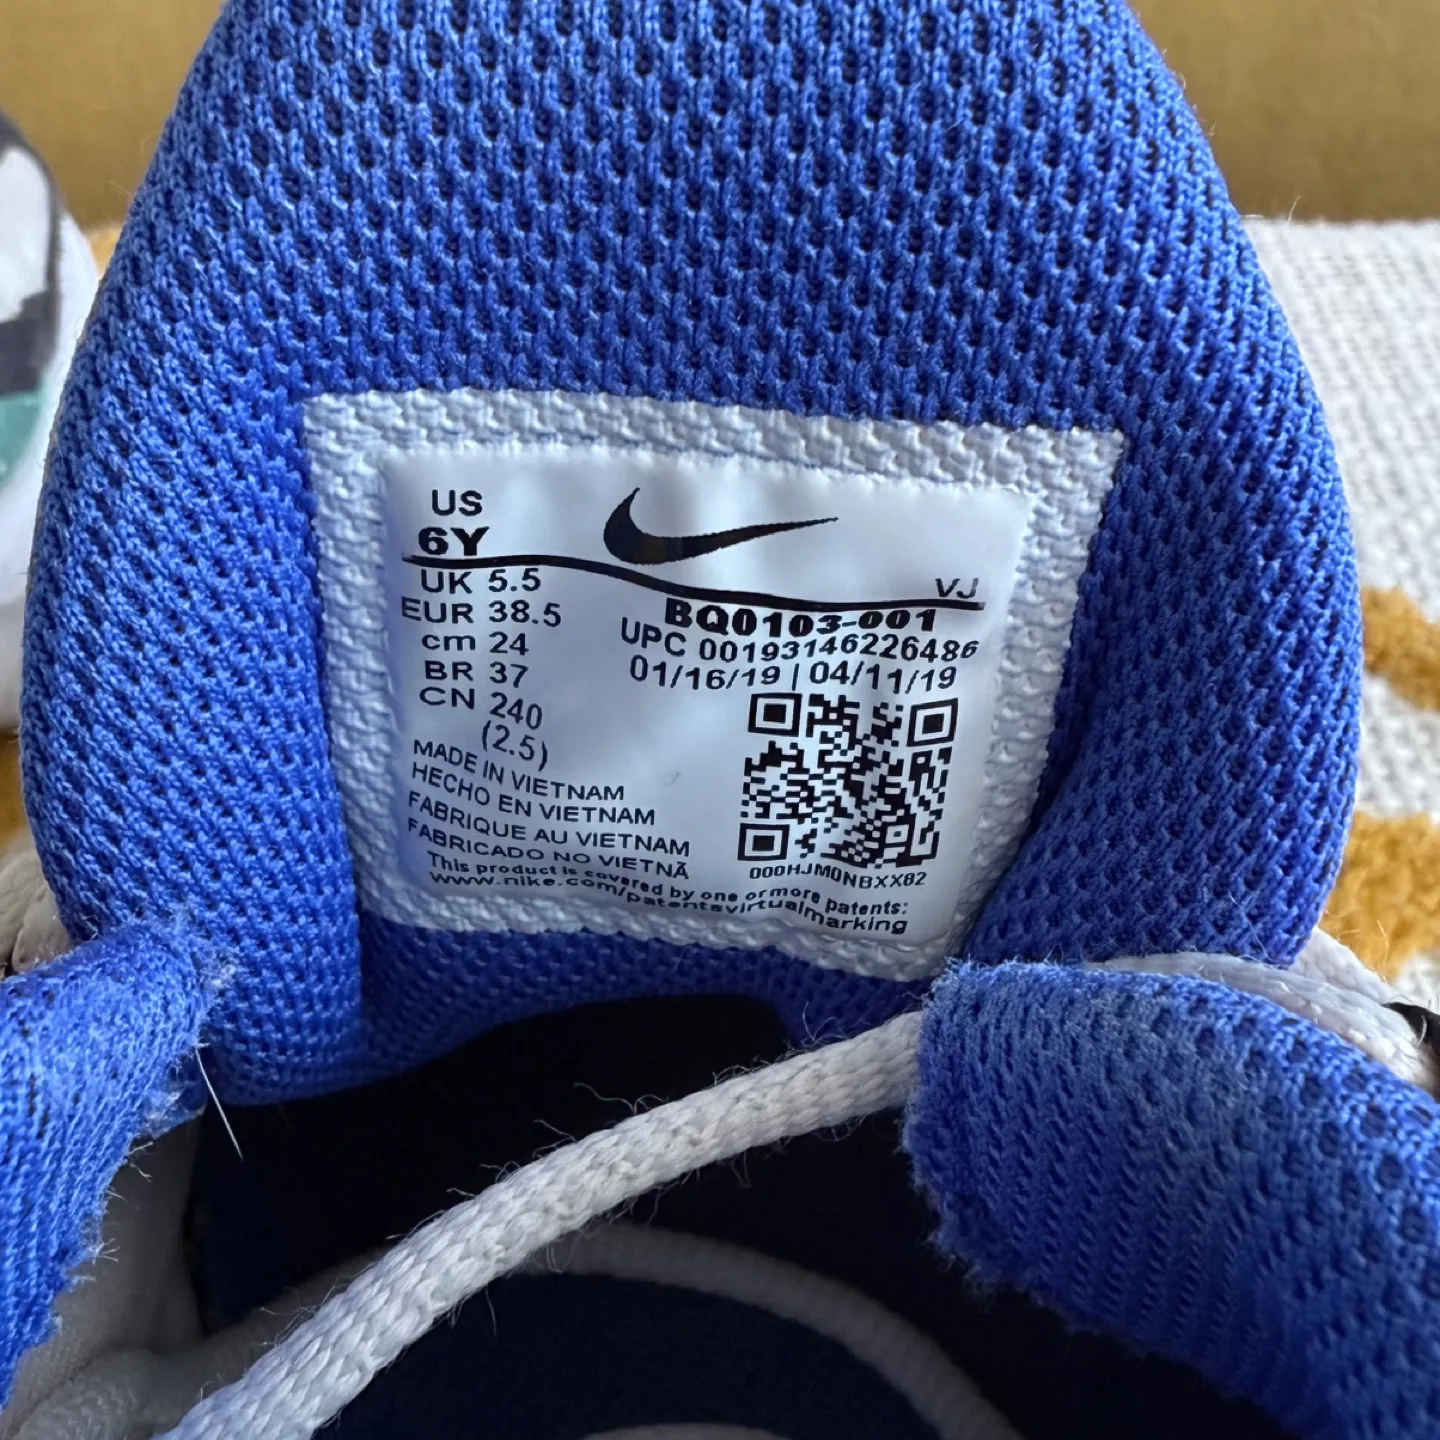 US
6Y
UK 5.5
EUR 38.5
cm 24
BR 37
CN 240
(2.5)
VJ
BQ0103-001
UPC 00193146226486
01/16/19 | 04/11/19
MADE IN VIETNAM
HECHO EN VIETNAM
FABRIQUE AU VIETNAM
FABRICADO NO VIETNÃ
000HJM0NBXX82
This product is covered by one or more patents:
www.nike.com/patentsvirtualmarking